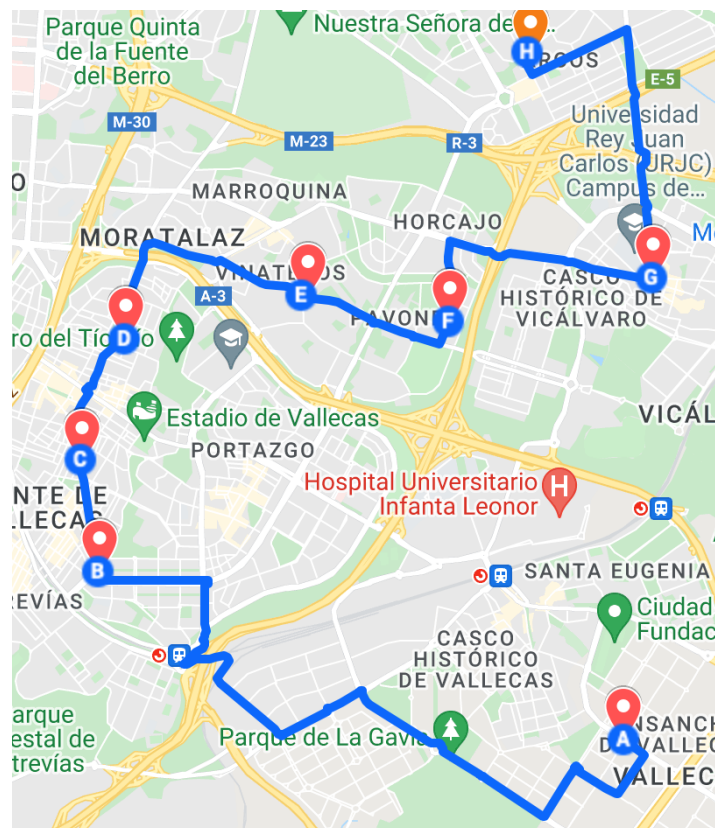 Parque Quinta
de la Fuente
del Berro
Nuestra Señora de
H
E-5
M-30
M-23
R-3
Universidad
Rey Juan
Carlos (URJC)
Campus de...
MARROQUINA
HORCAJO
MORATALAZ
E
G
CASCO
HISTÓRICO DE
VICÁLVARO
A-3
F
D
Estadio de Vallecas
VICÁL
PORTAZGO
C
Hospital Universitario
Infanta Leonor
H
B
SANTA EUGENIA
Ciudad
Fundac
CASCO
HISTÓRICO
DE VALLECAS
Parque de La Gavia
A